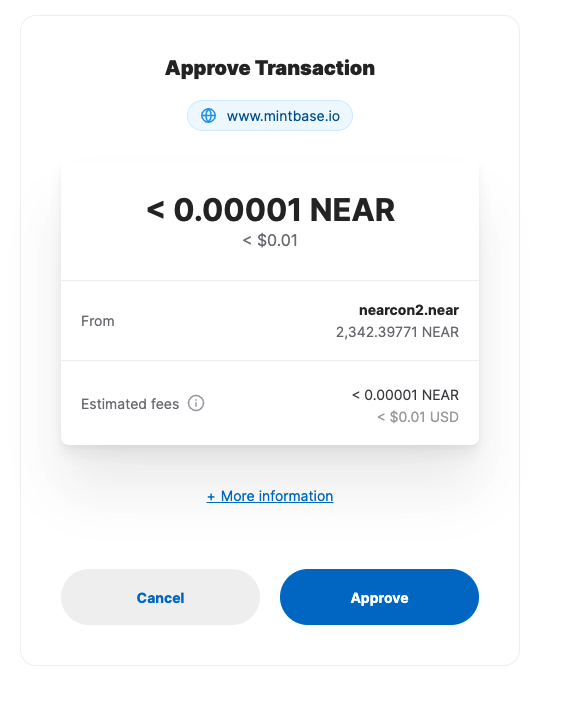 Approve Transaction
www.mintbase.io
< 0.00001 NEAR
< $0.01
From
nearcon2.near
2,342.39771 NEAR
Estimated fees
< 0.00001 NEAR
< $0.01 USD
+ More information
Cancel
Approve